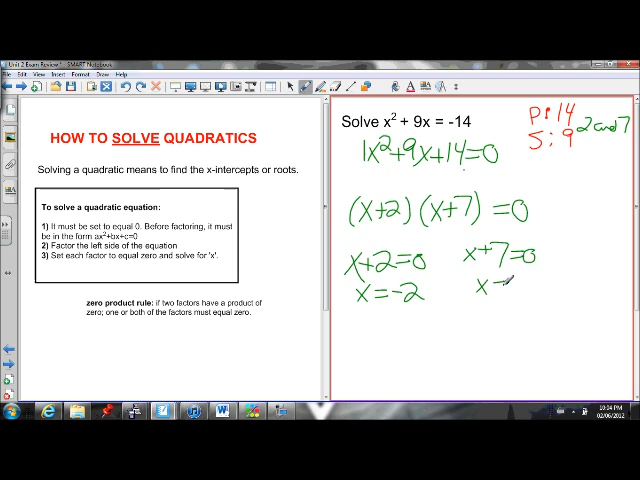 Unit 2 Exam Review * - SMART Notebook
File Edit View Insert Format Tools Draw Help
HOW TO SOLVE QUADRATICS
Solving a quadratic means to find the x-intercepts or roots.
To solve a quadratic equation:
1) It must be set to equal 0. Before factoring, it must
be in the form ax²+bx+c=0
2) Factor the left side of the equation
3) Set each factor to equal zero and solve for 'x'.
zero product rule: if two factors have a product of
zero; one or both of the factors must equal zero.
Solve x² + 9x = -14
P: 14
S: 9
2 and 7
1x²+9x+14=0
(x+2)(x+7)=0
x+2=0 x+7=0
x=-2 x
10:04 PM
02/06/2012